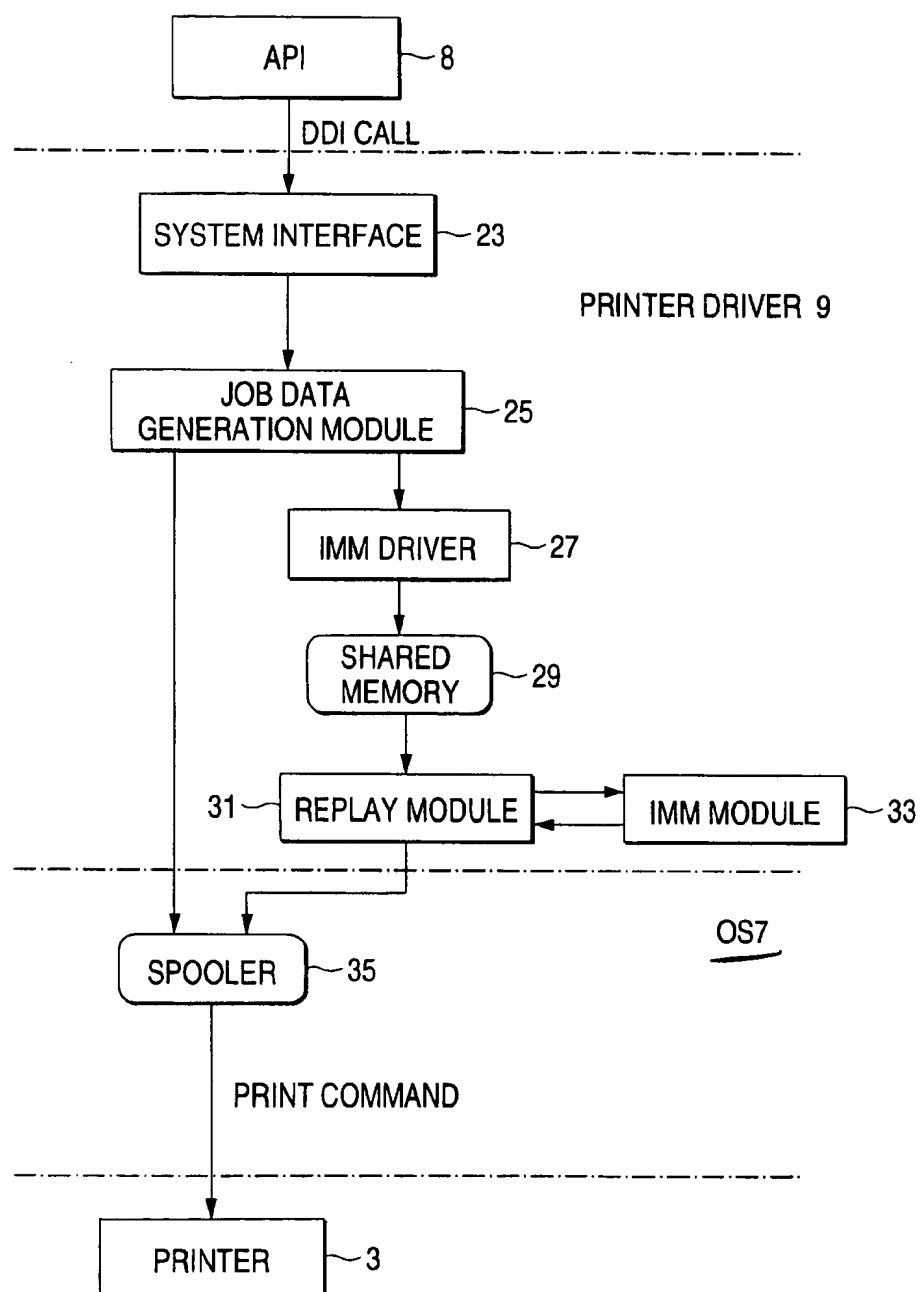 API
8
DDI CALL
SYSTEM INTERFACE
23
PRINTER DRIVER 9
JOB DATA
GENERATION MODULE
25
IMM DRIVER
27
SHARED
MEMORY
29
31
REPLAY MODULE
IMM MODULE
33
OS7
SPOOLER
35
PRINT COMMAND
PRINTER
3